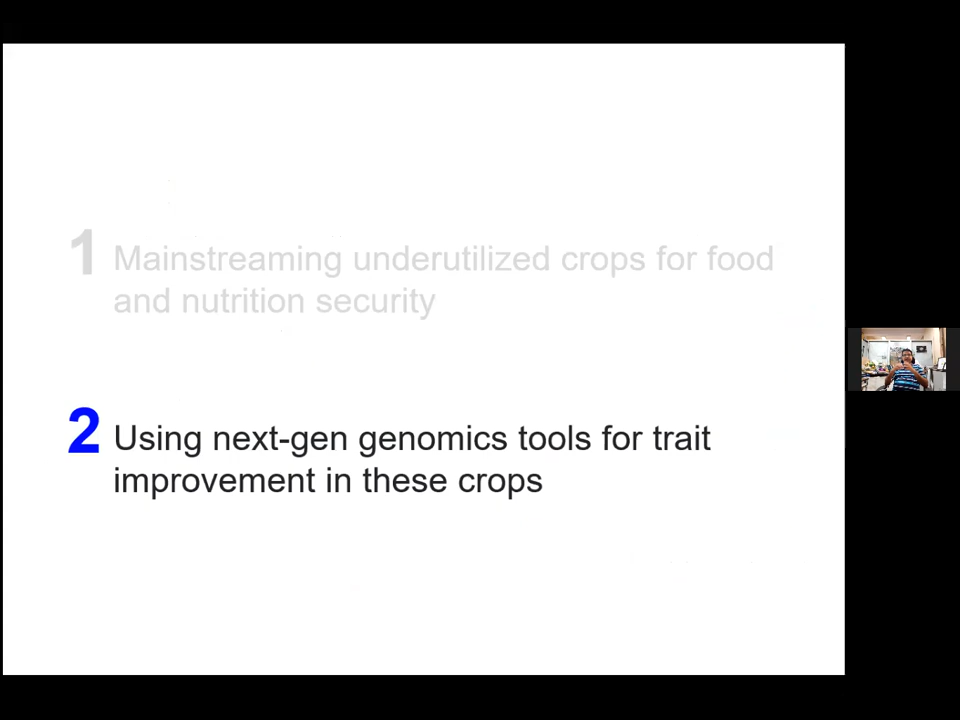 1 Mainstreaming underutilized crops for food
and nutrition security
2 Using next-gen genomics tools for trait
improvement in these crops